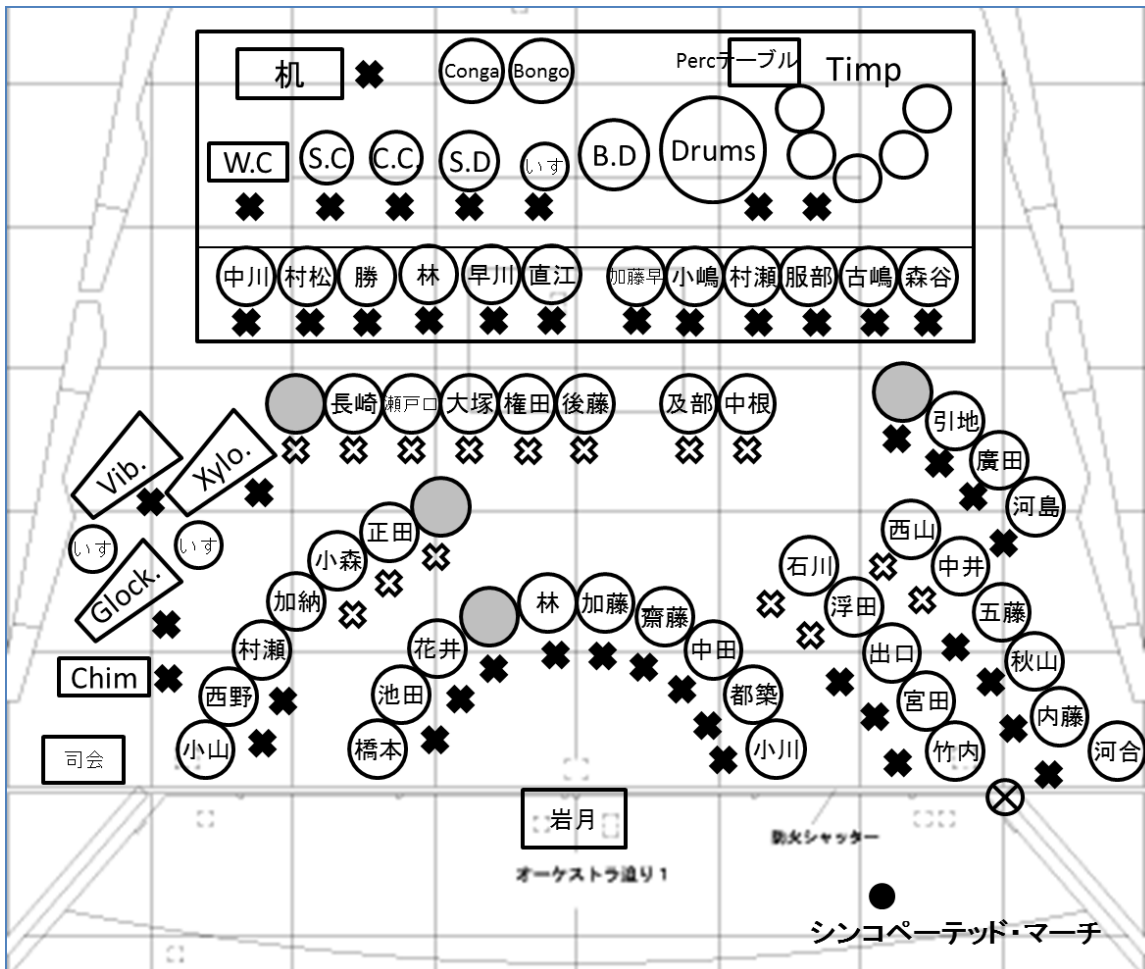 机 Conga Bongo Percテーブル Timp
W.C S.C C.C. S.D いす B.D Drums
中川 村松 勝 林 早川 直江 加藤早 小嶋 村瀬 服部 古嶋 森谷
長崎 瀬戸口 大塚 権田 後藤 及部 中根 引地
Vib. Xylo. 廣田
河島
正田 西山
いす いす 小森 石川 中井
Glock. 加納 林 加藤 齋藤 浮田 五藤
村瀬 花井 中田 出口 秋山
Chim 西野 池田 都築 宮田 内藤
司会 小山 橋本 小川 竹内 河合
岩月
防火シャッター
オーケストラ迫り1
シンコペーテッド・マーチ